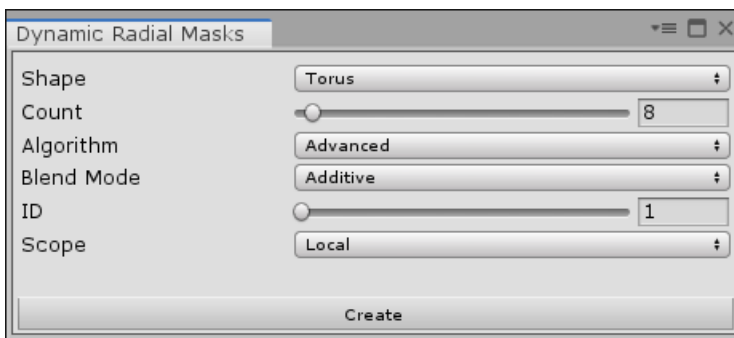 Dynamic Radial Masks
Shape Torus
Count 8
Algorithm Advanced
Blend Mode Additive
ID 1
Scope Local
Create